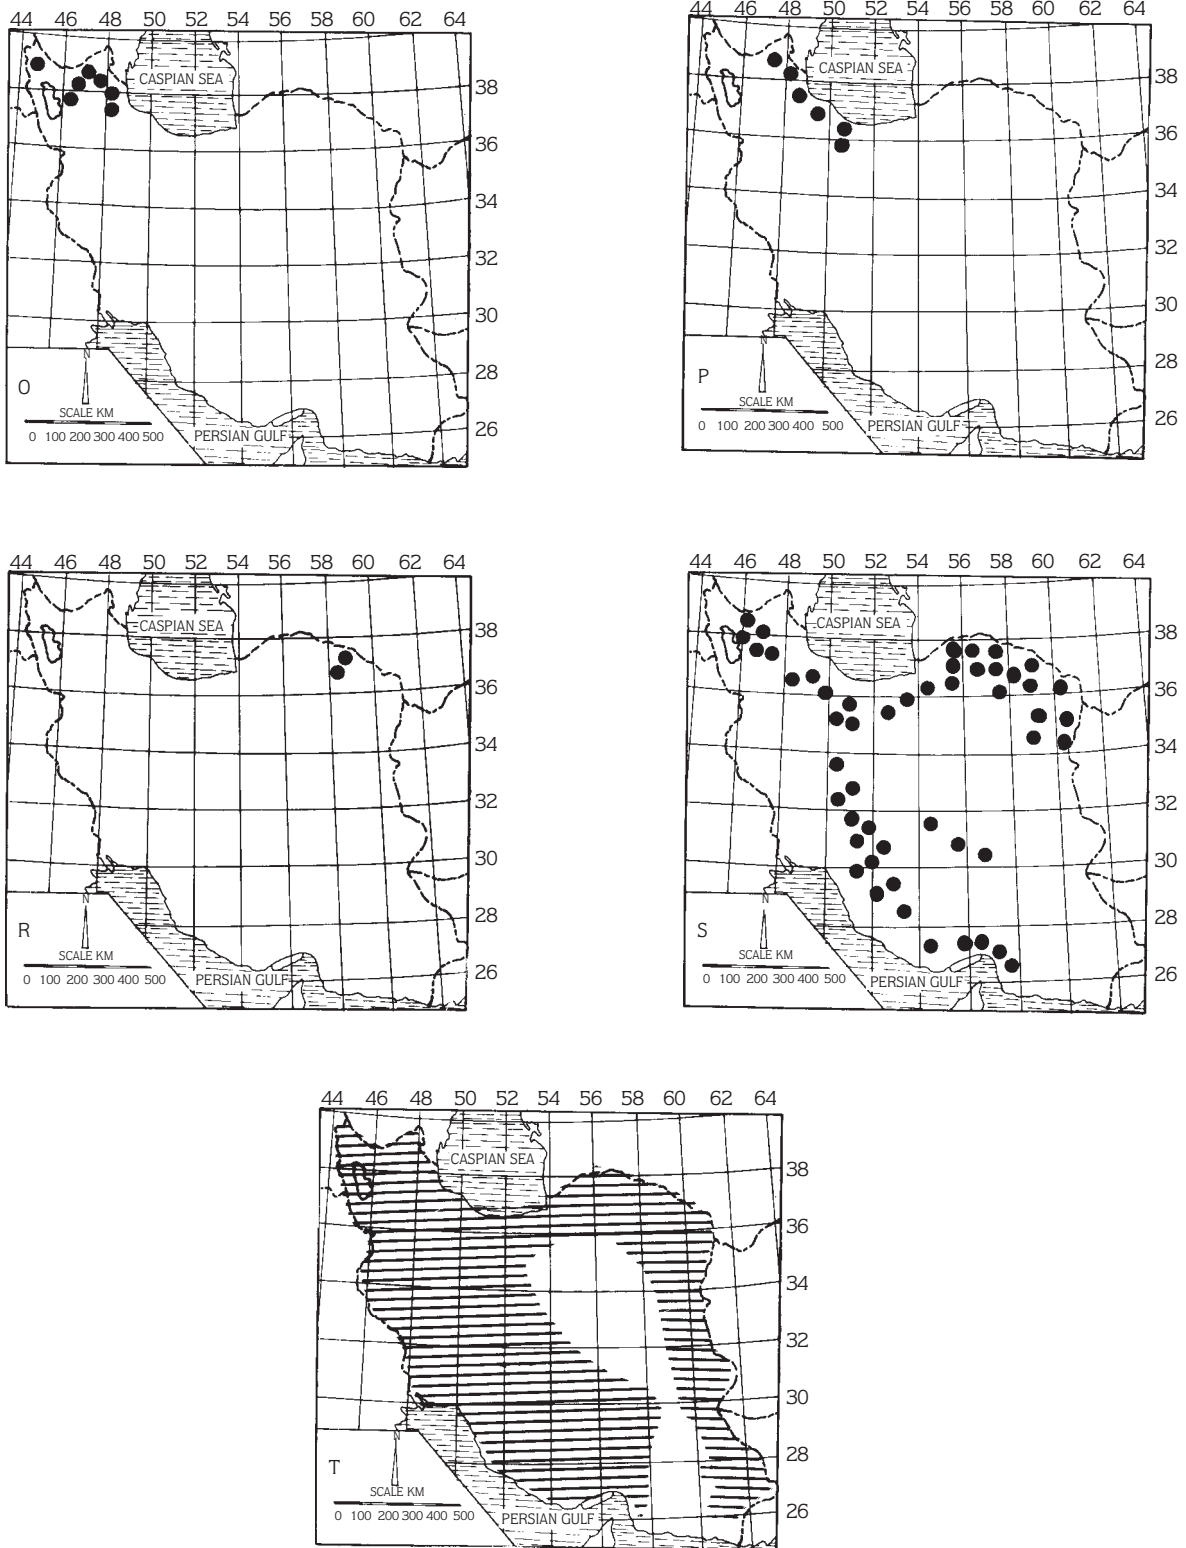 44 46 48 50 52 54 56 58 60 62 64
CASPIAN SEA
38
36
34
32
30
28
26
N
O
SCALE KM
0 100 200 300 400 500
PERSIAN GULF
44 46 48 50 52 54 56 58 60 62 64
CASPIAN SEA
38
36
34
32
30
28
26
N
P
SCALE KM
0 100 200 300 400 500
PERSIAN GULF
44 46 48 50 52 54 56 58 60 62 64
CASPIAN SEA
38
36
34
32
30
28
26
N
R
SCALE KM
0 100 200 300 400 500
PERSIAN GULF
44 46 48 50 52 54 56 58 60 62 64
CASPIAN SEA
38
36
34
32
30
28
26
N
S
SCALE KM
0 100 200 300 400 500
PERSIAN GULF
44 46 48 50 52 54 56 58 60 62 64
CASPIAN SEA
38
36
34
32
30
28
26
N
T
SCALE KM
0 100 200 300 400 500
PERSIAN GULF